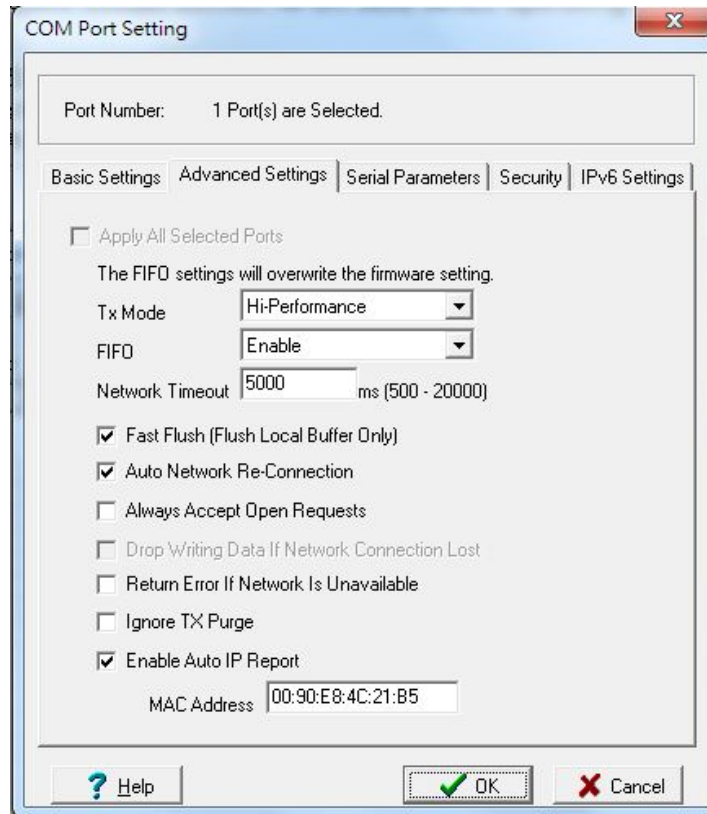 COM Port Setting
Port Number: 1 Port(s) are Selected.
Basic Settings Advanced Settings Serial Parameters Security IPv6 Settings
Apply All Selected Ports
The FIFO settings will overwrite the firmware setting.
Tx Mode Hi-Performance
FIFO Enable
Network Timeout 5000 ms (500 - 20000)
Fast Flush (Flush Local Buffer Only)
Auto Network Re-Connection
Always Accept Open Requests
Drop Writing Data If Network Connection Lost
Return Error If Network Is Unavailable
Ignore TX Purge
Enable Auto IP Report
MAC Address 00:90:E8:4C:21:B5
? Help OK Cancel